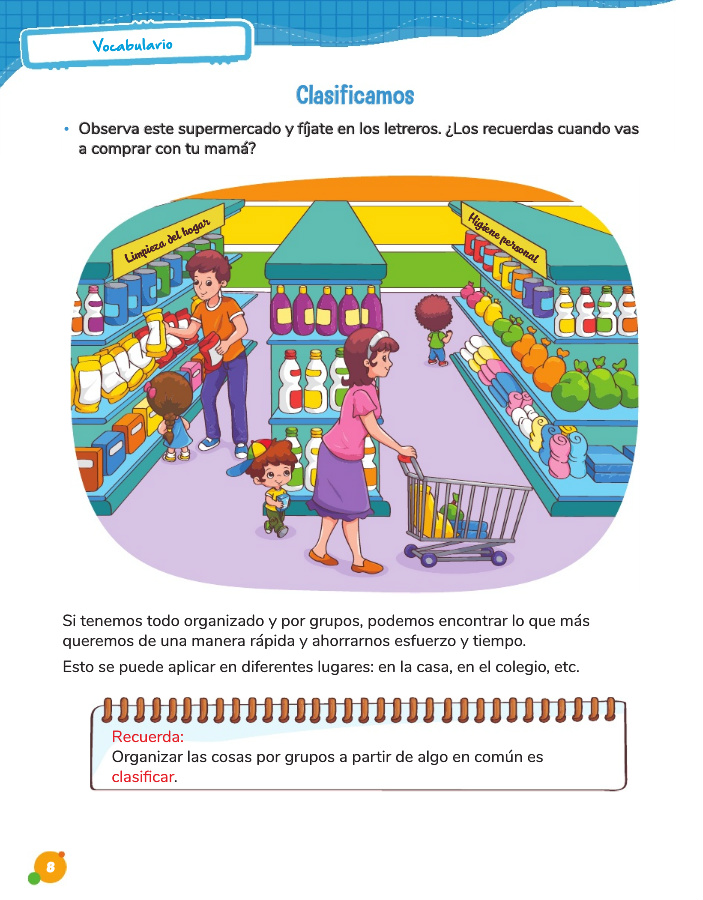 Vocabulario
Clasificamos
• Observa este supermercado y fíjate en los letreros. ¿Los recuerdas cuando vas
a comprar con tu mamá?
Limpieza del hogar
Higiene personal
Si tenemos todo organizado y por grupos, podemos encontrar lo que más
queremos de una manera rápida y ahorrarnos esfuerzo y tiempo.
Esto se puede aplicar en diferentes lugares: en la casa, en el colegio, etc.
Recuerda:
Organizar las cosas por grupos a partir de algo en común es
clasificar.
8